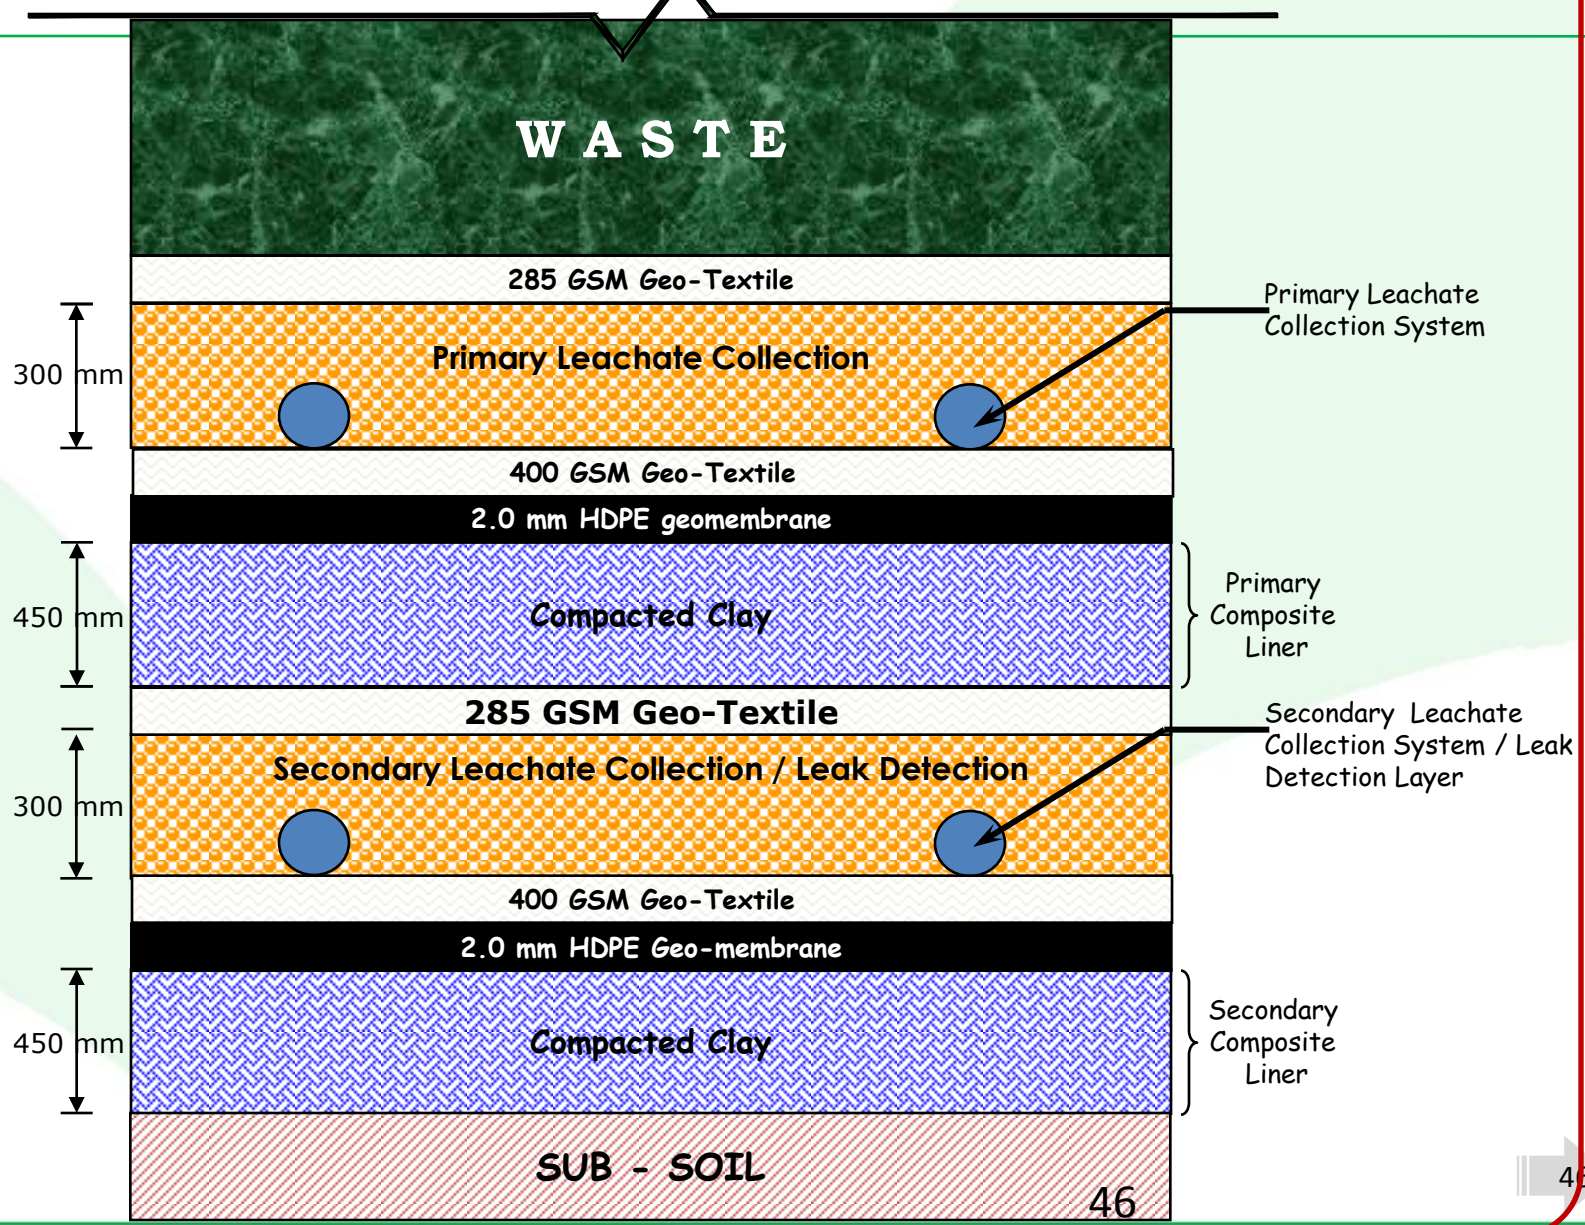 W A S T E
285 GSM Geo-Textile
Primary Leachate
Collection System
Primary Leachate Collection
300 mm
400 GSM Geo-Textile
2.0 mm HDPE geomembrane
450 mm
Compacted Clay
Primary
Composite
Liner
285 GSM Geo-Textile
Secondary Leachate
Collection System / Leak
Detection Layer
Secondary Leachate Collection / Leak Detection
300 mm
400 GSM Geo-Textile
2.0 mm HDPE Geo-membrane
450 mm
Compacted Clay
Secondary
Composite
Liner
SUB - SOIL
46
46